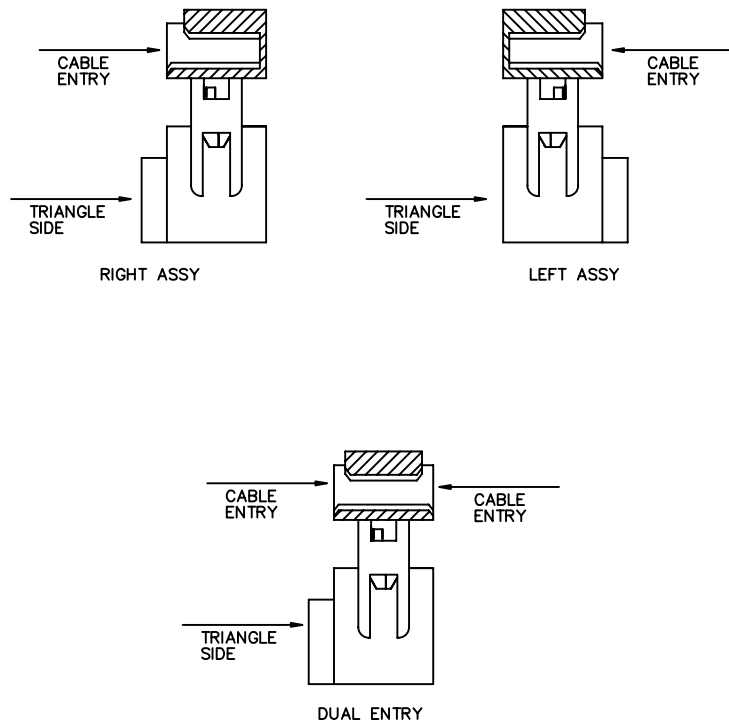 CABLE
ENTRY
CABLE
ENTRY
TRIANGLE
SIDE
TRIANGLE
SIDE
RIGHT ASSY
LEFT ASSY
CABLE
ENTRY
CABLE
ENTRY
TRIANGLE
SIDE
DUAL ENTRY